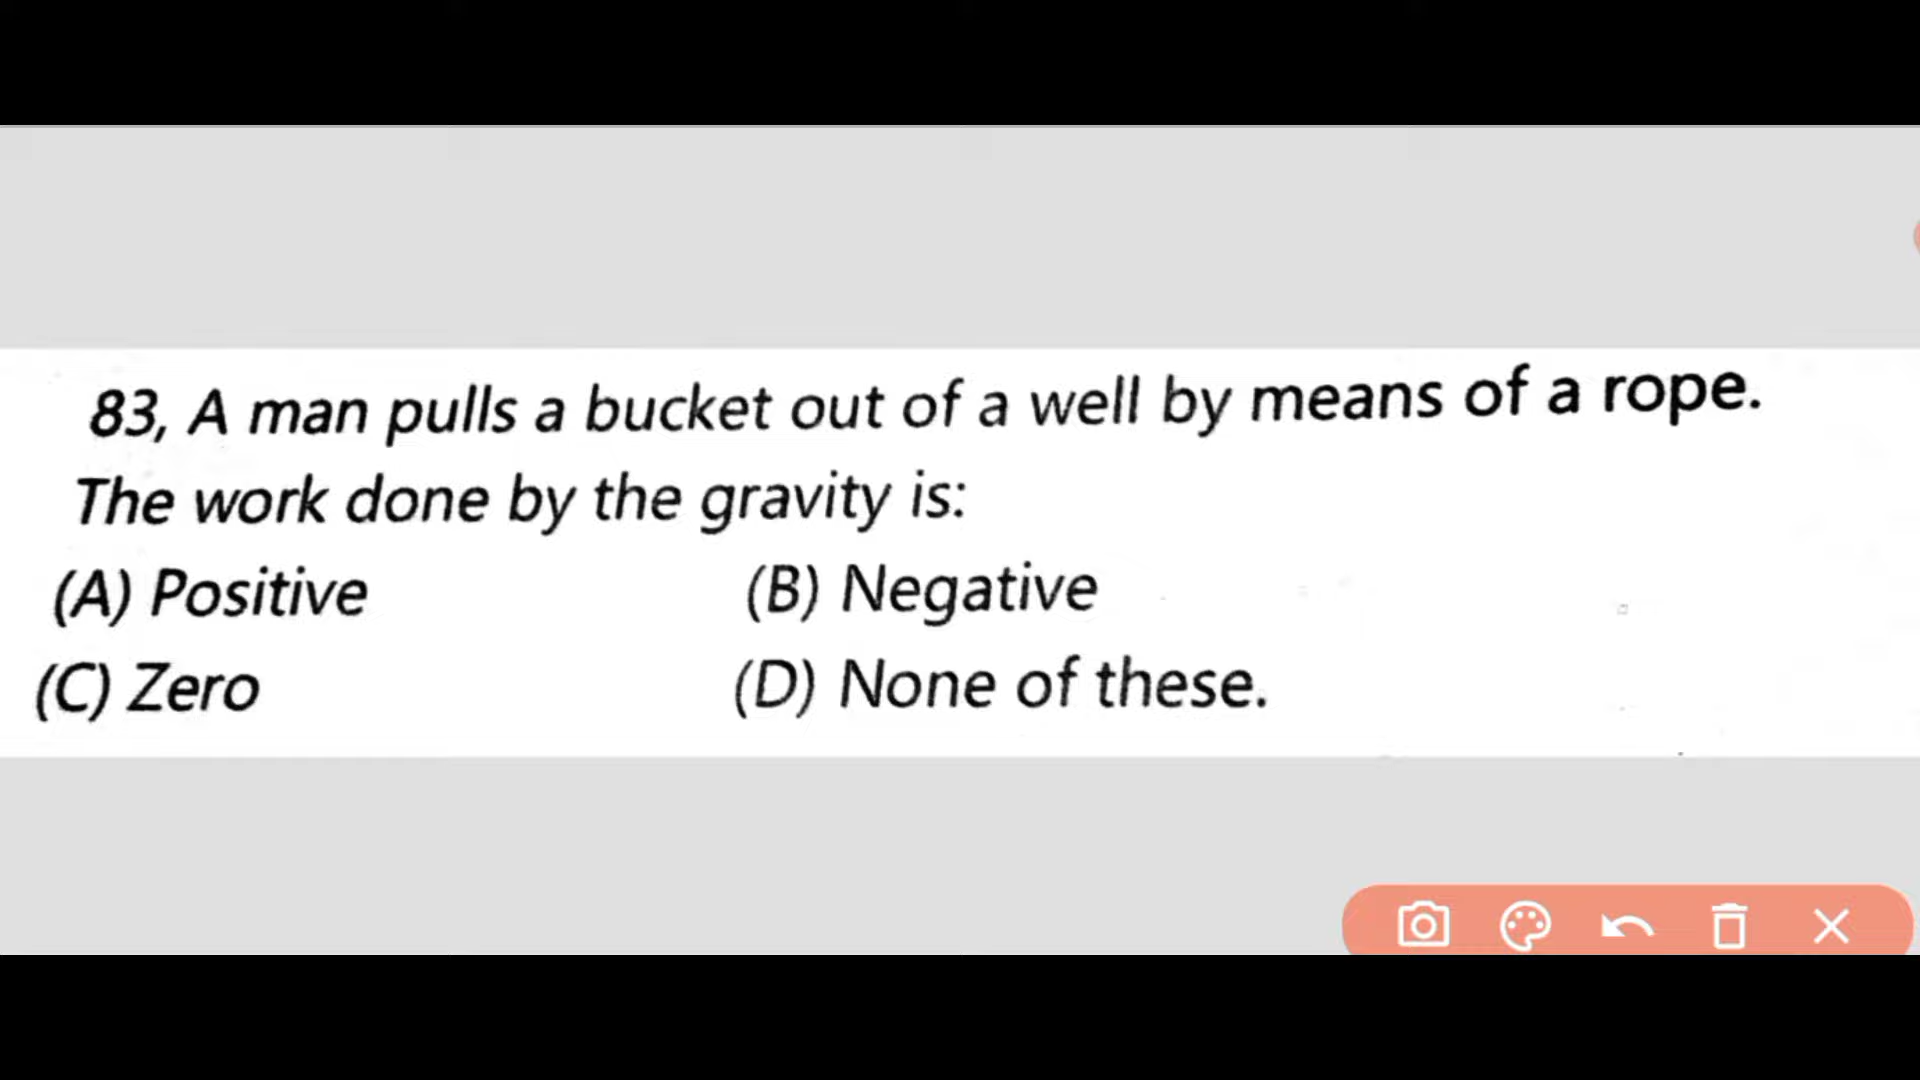 83, A man pulls a bucket out of a well by means of a rope.
The work done by the gravity is:
(A) Positive (B) Negative
(C) Zero (D) None of these.